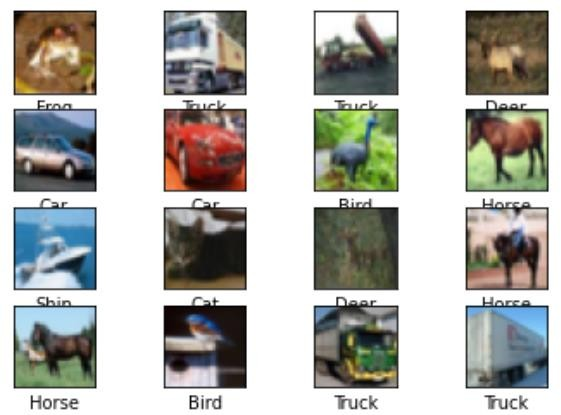 Frog Truck Truck Deer
Car Car Bird Horse
Ship Cat Deer Horse
Horse Bird Truck Truck